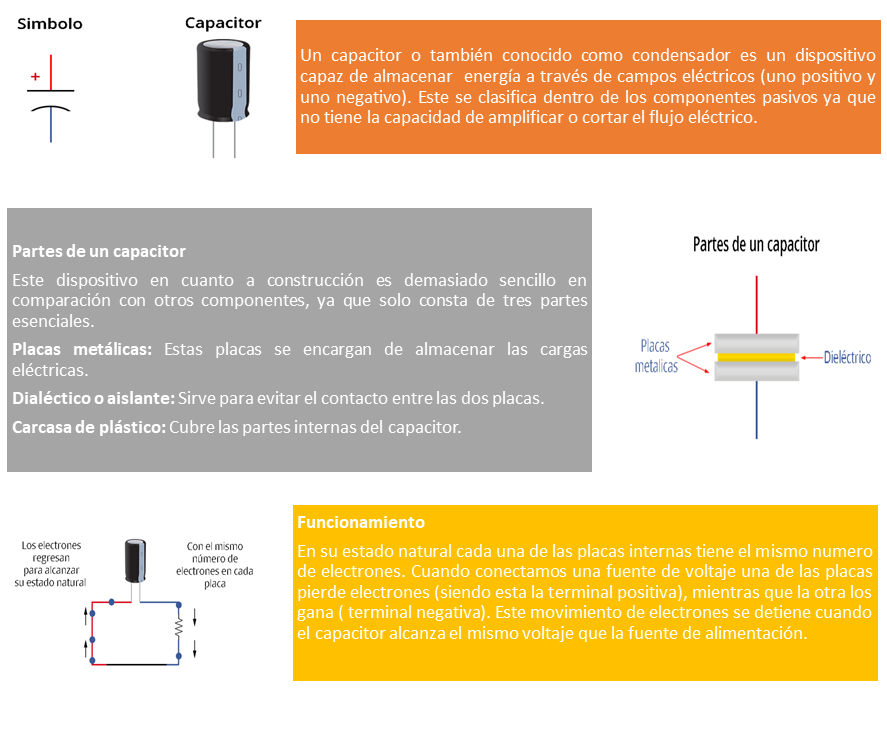 Simbolo
Capacitor
+
Un capacitor o también conocido como condensador es un dispositivo
capaz de almacenar energía a través de campos eléctricos (uno positivo y
uno negativo). Este se clasifica dentro de los componentes pasivos ya que
no tiene la capacidad de amplificar o cortar el flujo eléctrico.
Partes de un capacitor
Este dispositivo en cuanto a construcción es demasiado sencillo en
comparación con otros componentes, ya que solo consta de tres partes
esenciales.
Placas metálicas: Estas placas se encargan de almacenar las cargas
eléctricas.
Dialéctico o aislante: Sirve para evitar el contacto entre las dos placas.
Carcasa de plástico: Cubre las partes internas del capacitor.
Partes de un capacitor
Placas
metalicas
Dieléctrico
Los electrones
regresan
para alcanzar
su estado natural
Con el mismo
número de
electrones en cada
placa
Funcionamiento
En su estado natural cada una de las placas internas tiene el mismo numero
de electrones. Cuando conectamos una fuente de voltaje una de las placas
pierde electrones (siendo esta la terminal positiva), mientras que la otra los
gana ( terminal negativa). Este movimiento de electrones se detiene cuando
el capacitor alcanza el mismo voltaje que la fuente de alimentación.